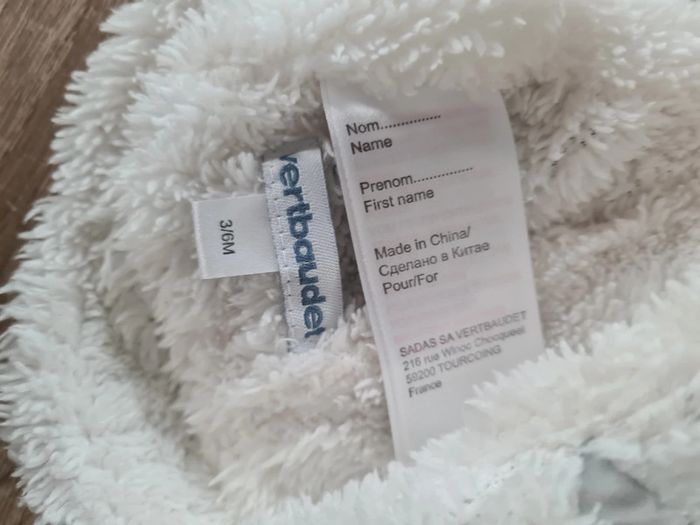 3/6M
vertbaudet
Nom...............
Name
Prenom...............
First name
Made in China/
Сделано в Китае
Pour/For
SADAS SA VERTBAUDET
216 rue Winoc Chocqueel
59200 TOURCOING
France